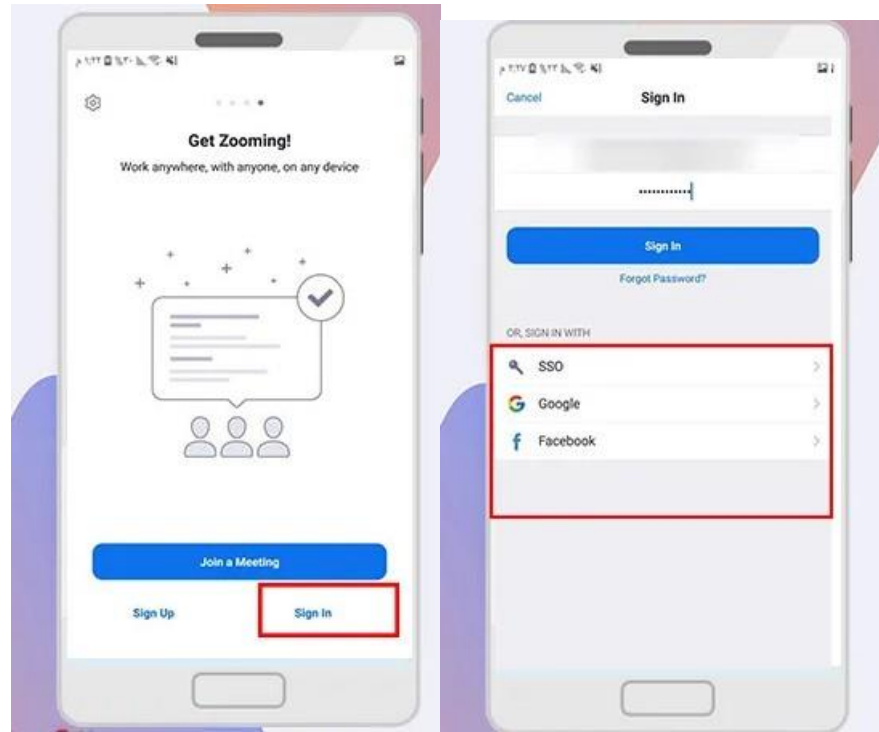 Get Zooming!
Work anywhere, with anyone, on any device
Join a Meeting
Sign Up
Sign In
Cancel
Sign In
Sign In
Forgot Password?
OR, SIGN IN WITH
SSO
Google
Facebook